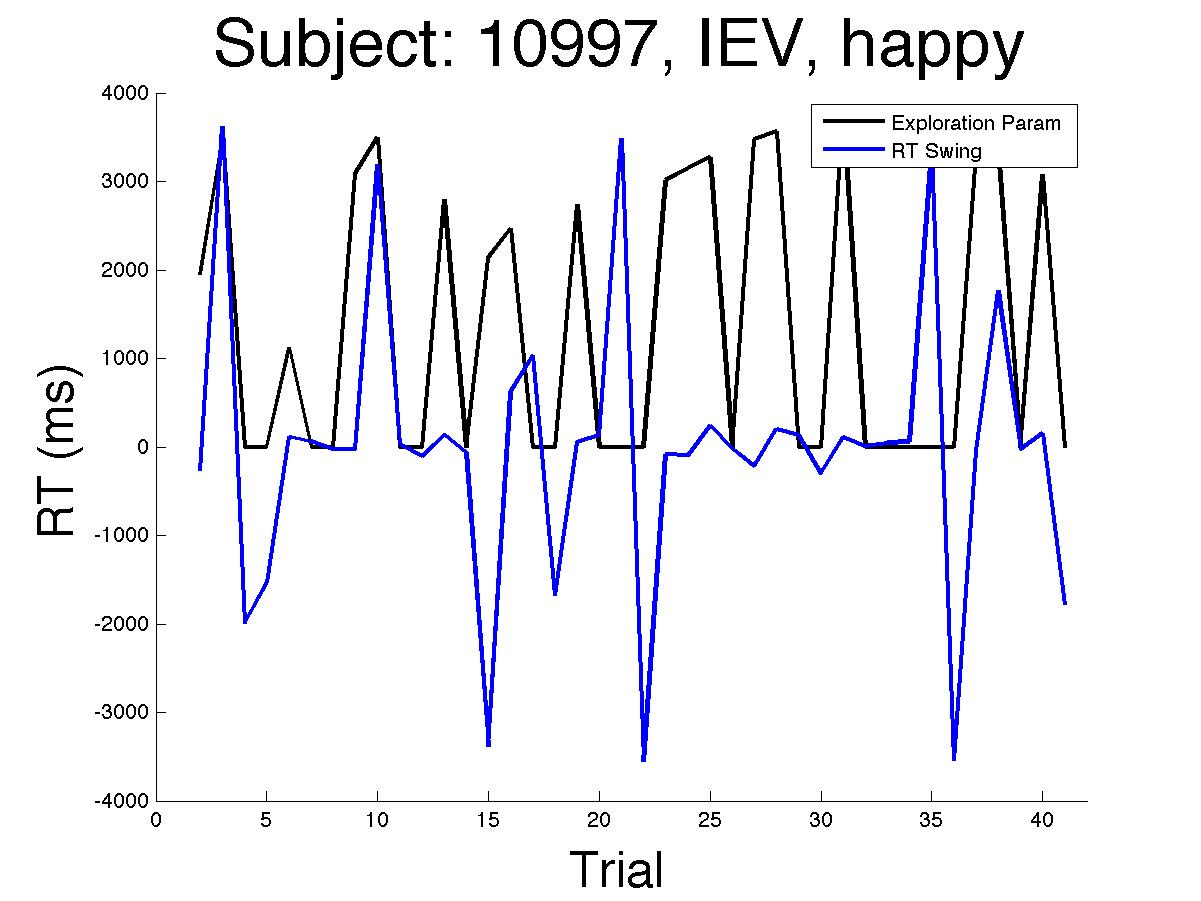 Subject: 10997, IEV, happy
Exploration Param
RT Swing
RT (ms)
4000
3000
2000
1000
0
-1000
-2000
-3000
-4000
0 5 10 15 20 25 30 35 40
Trial